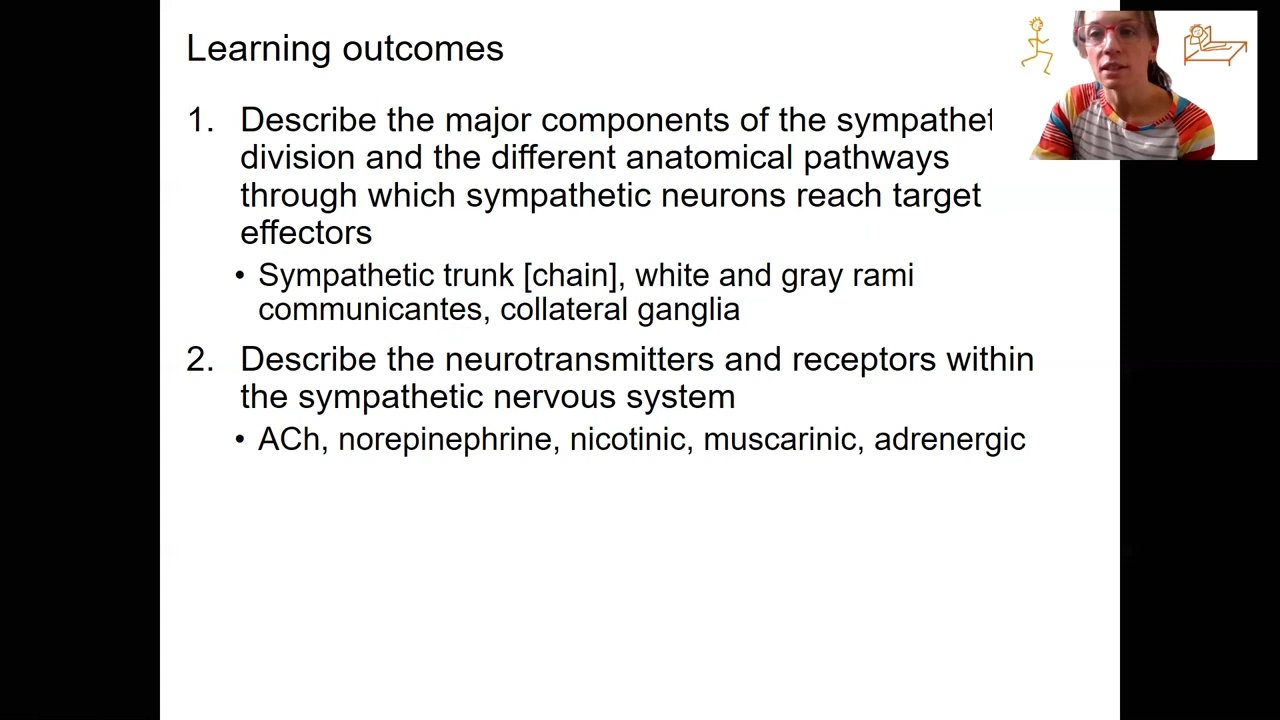 Learning outcomes
1. Describe the major components of the sympathet
division and the different anatomical pathways
through which sympathetic neurons reach target
effectors
• Sympathetic trunk [chain], white and gray rami
communicantes, collateral ganglia
2. Describe the neurotransmitters and receptors within
the sympathetic nervous system
• ACh, norepinephrine, nicotinic, muscarinic, adrenergic